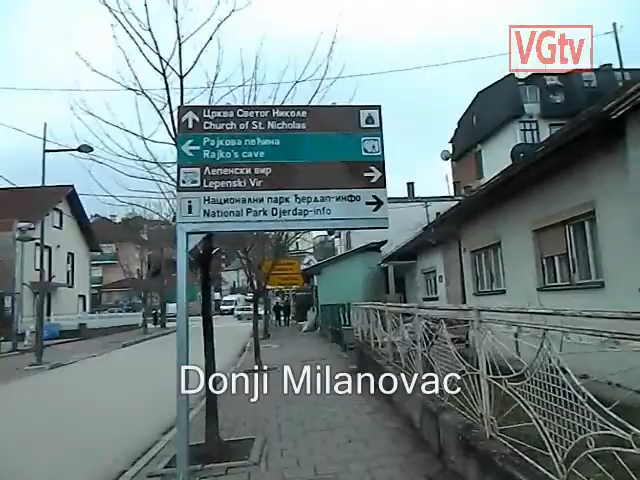 VGtv
Црква Светог Николе
Church of St. Nicholas
Рајкова пећина
Rajko's cave
Лепенски вир
Lepenski Vir
i
Национални парк Ђердап-инфо
National Park Djerdap-info
Donji Milanovac